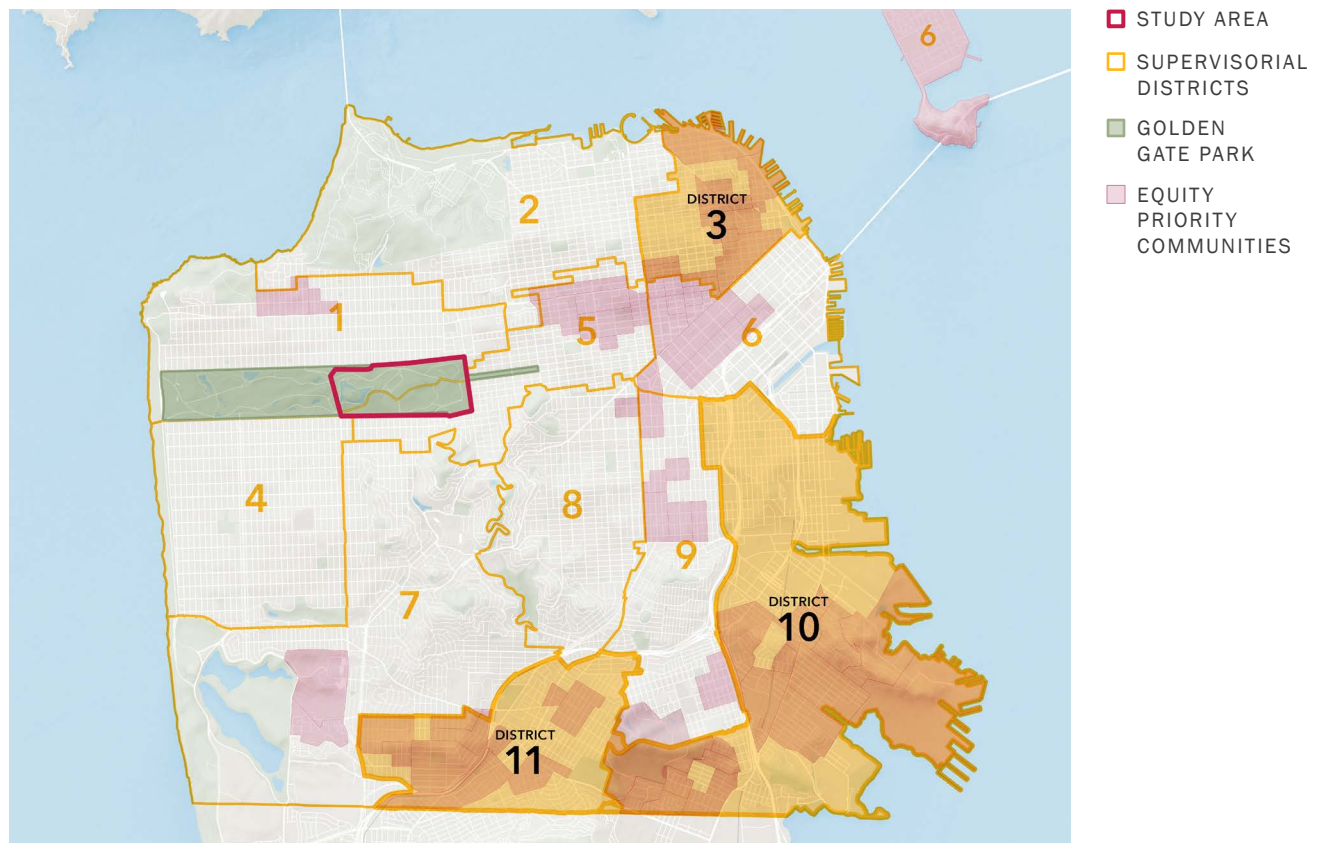 6
2
DISTRICT
3
1
5
6
4
8
9
7
DISTRICT
10
DISTRICT
11
STUDY AREA
SUPERVISORIAL
DISTRICTS
GOLDEN
GATE PARK
EQUITY
PRIORITY
COMMUNITIES